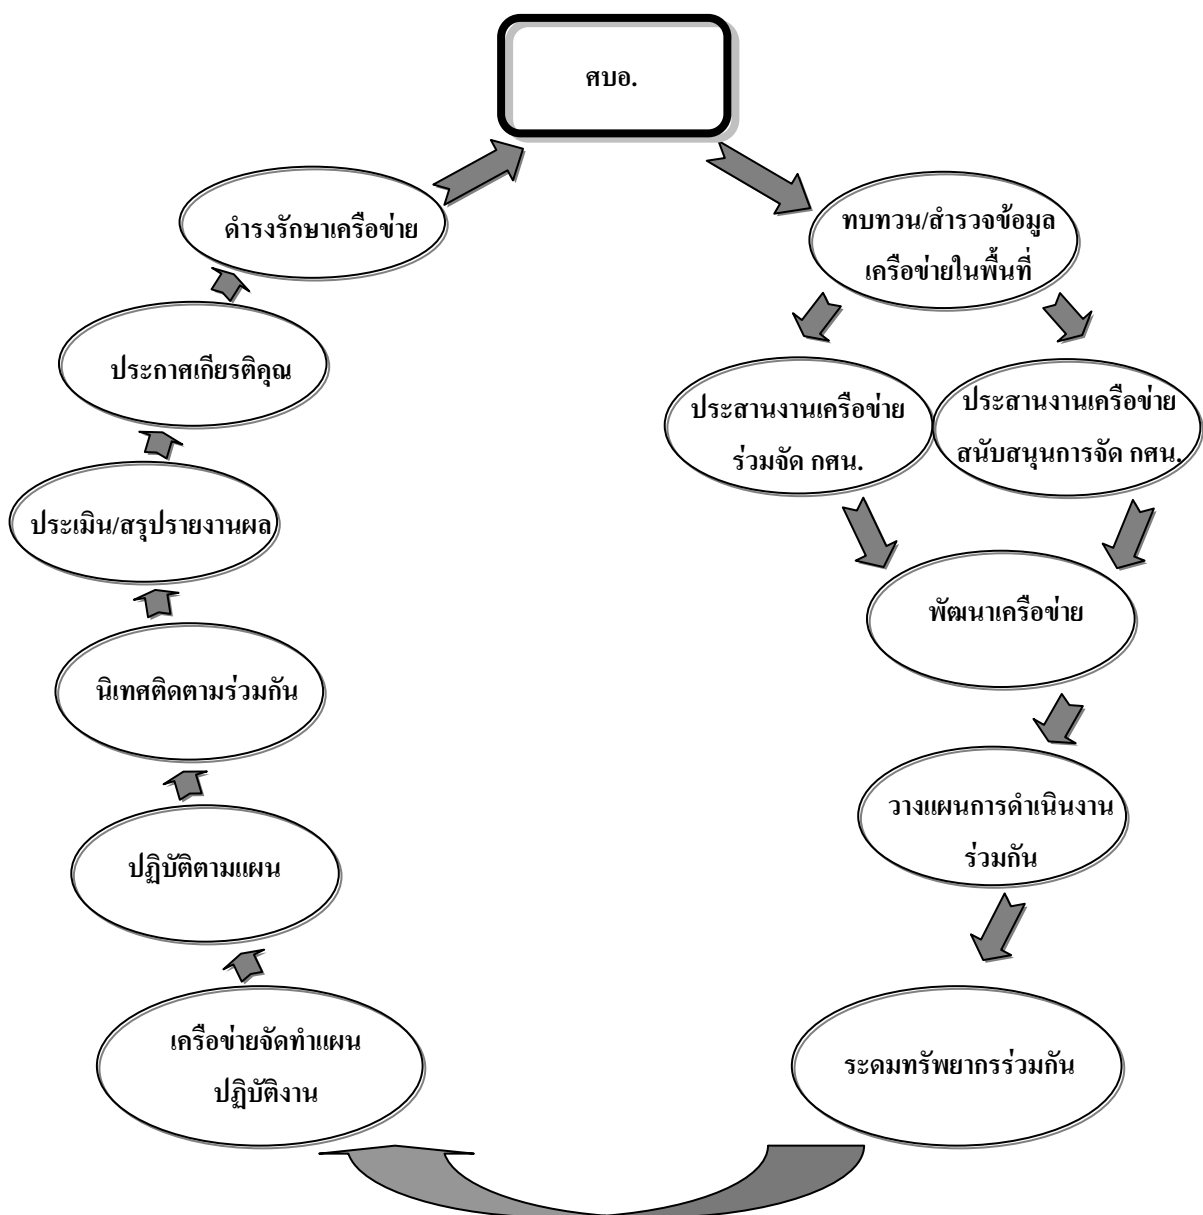 ศบอ.
ทบทวน/สำรวจข้อมูล
เครือข่ายในพื้นที่
ประสานงานเครือข่าย
ร่วมจัด กศน.
ประสานงานเครือข่าย
สนับสนุนการจัด กศน.
พัฒนาเครือข่าย
วางแผนการดำเนินงาน
ร่วมกัน
ระดมทรัพยากรร่วมกัน
เครือข่ายจัดทำแผน
ปฏิบัติงาน
ปฏิบัติตามแผน
นิเทศติดตามร่วมกัน
ประเมิน/สรุปรายงานผล
ประกาศเกียรติคุณ
ดำรงรักษาเครือข่าย